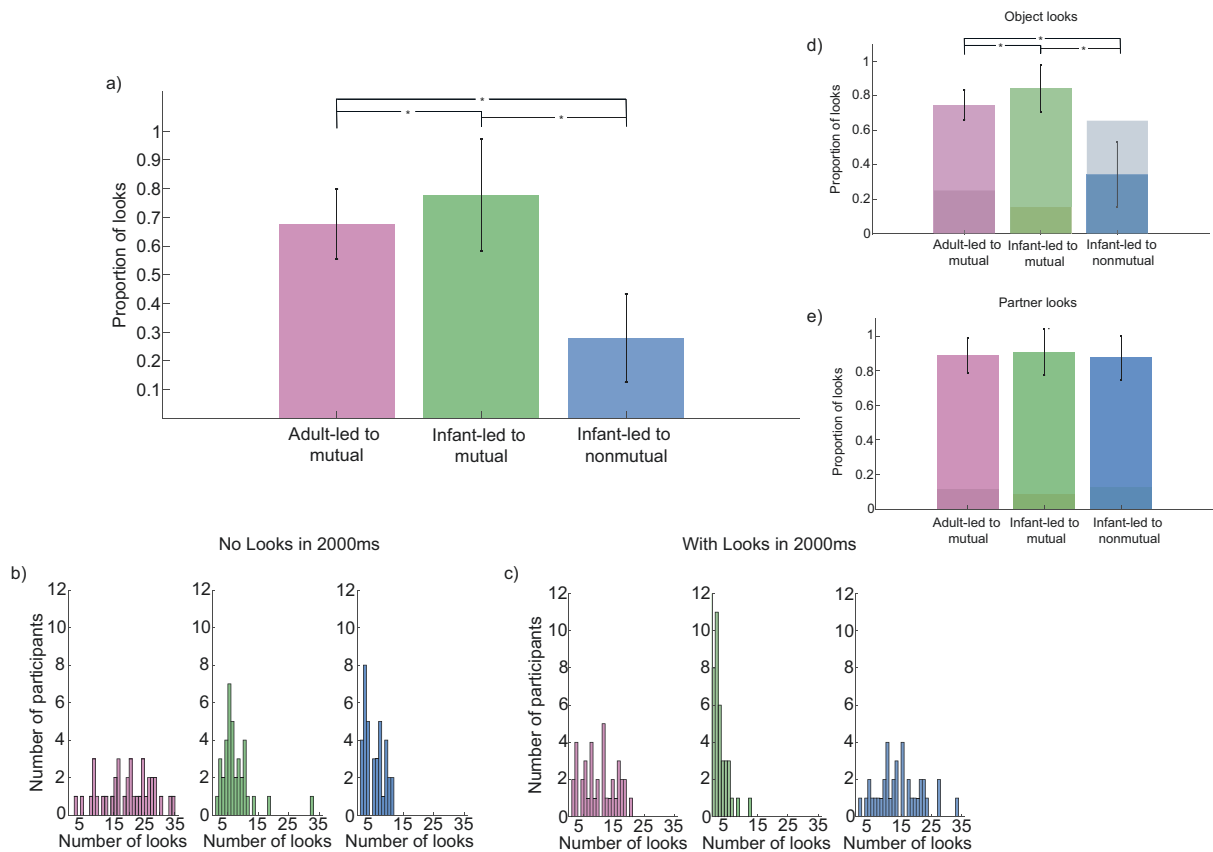 a)
*
*
*
Proportion of looks
1
0.9
0.8
0.7
0.6
0.5
0.4
0.3
0.2
0.1
Adult-led to
mutual
Infant-led to
mutual
Infant-led to
nonmutual
Object looks
d)
*
*
*
Proportion of looks
1
0.8
0.6
0.4
0.2
0
Adult-led to
mutual
Infant-led to
mutual
Infant-led to
nonmutual
Partner looks
e)
Proportion of looks
1
0.8
0.6
0.4
0.2
0
Adult-led to
mutual
Infant-led to
mutual
Infant-led to
nonmutual
No Looks in 2000ms
b)
Number of participants
12
10
8
6
4
2
0
5 15 25 35
Number of looks
12
10
8
6
4
2
0
5 15 25 35
Number of looks
12
10
8
6
4
2
0
5 15 25 35
Number of looks
With Looks in 2000ms
c)
Number of participants
12
10
8
6
4
2
0
5 15 25 35
Number of looks
12
10
8
6
4
2
0
5 15 25 35
Number of looks
12
10
8
6
4
2
0
5 15 25 35
Number of looks